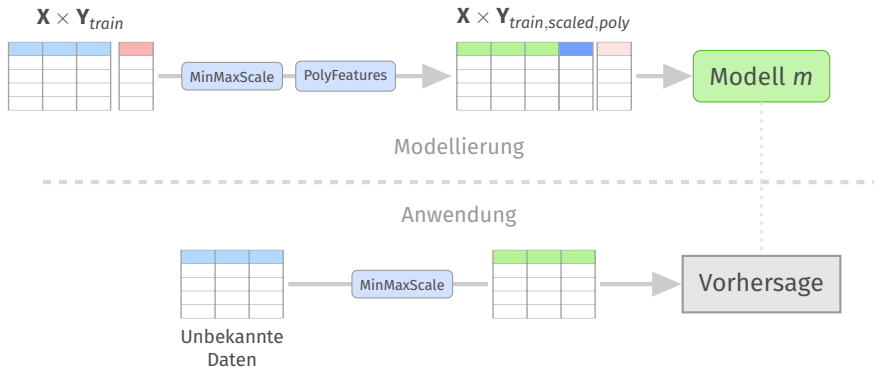 X × Y_train
X × Y_train,scaled,poly
MinMaxScale
PolyFeatures
Modell m
Modellierung
Anwendung
MinMaxScale
Vorhersage
Unbekannte
Daten